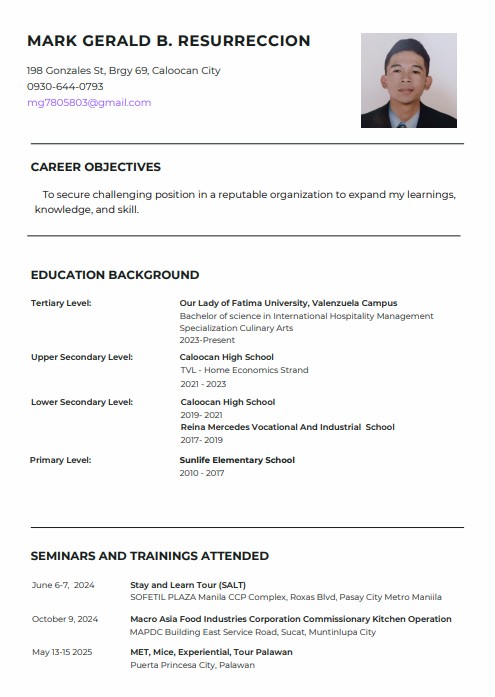 MARK GERALD B. RESURRECCION
198 Gonzales St, Brgy 69, Caloocan City
0930-644-0793
mg7805803@gmail.com
CAREER OBJECTIVES
To secure challenging position in a reputable organization to expand my learnings,
knowledge, and skill.
EDUCATION BACKGROUND
Tertiary Level: Our Lady of Fatima University, Valenzuela Campus
Bachelor of science in International Hospitality Management
Specialization Culinary Arts
2023-Present
Upper Secondary Level: Caloocan High School
TVL - Home Economics Strand
2021 - 2023
Lower Secondary Level: Caloocan High School
2019- 2021
Reina Mercedes Vocational And Industrial School
2017- 2019
Primary Level: Sunlife Elementary School
2010 - 2017
SEMINARS AND TRAININGS ATTENDED
June 6-7, 2024 Stay and Learn Tour (SALT)
SOFETIL PLAZA Manila CCP Complex, Roxas Blvd, Pasay City Metro Maniila
October 9, 2024 Macro Asia Food Industries Corporation Commissionary Kitchen Operation
MAPDC Building East Service Road, Sucat, Muntinlupa City
May 13-15 2025 MET, Mice, Experiential, Tour Palawan
Puerta Princesa City, Palawan